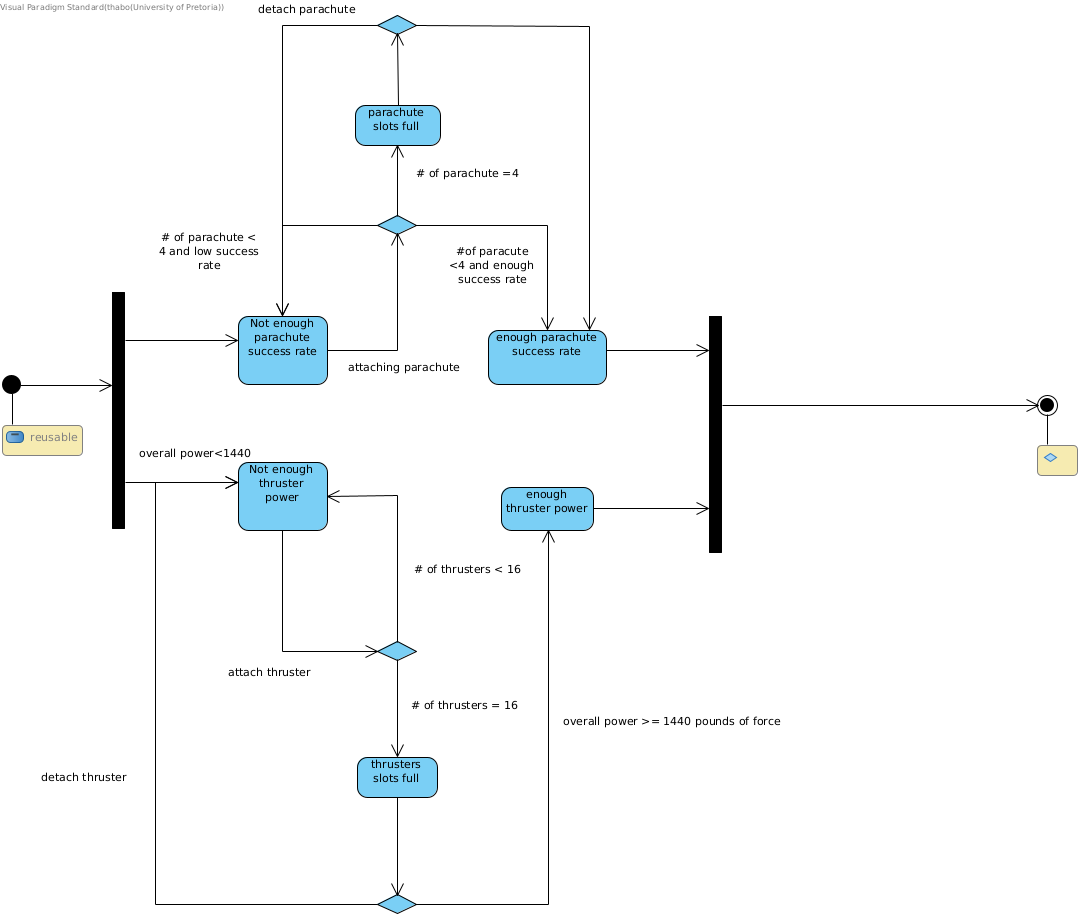 Visual Paradigm Standard(thabo(University of Pretoria))
detach parachute
parachute
slots full
# of parachute =4
# of parachute <
4 and low success
rate
#of paracute
<4 and enough
success rate
Not enough
parachute
success rate
enough parachute
success rate
attaching parachute
reusable
overall power<1440
Not enough
thruster
power
enough
thruster power
# of thrusters < 16
attach thruster
# of thrusters = 16
overall power >= 1440 pounds of force
thrusters
slots full
detach thruster